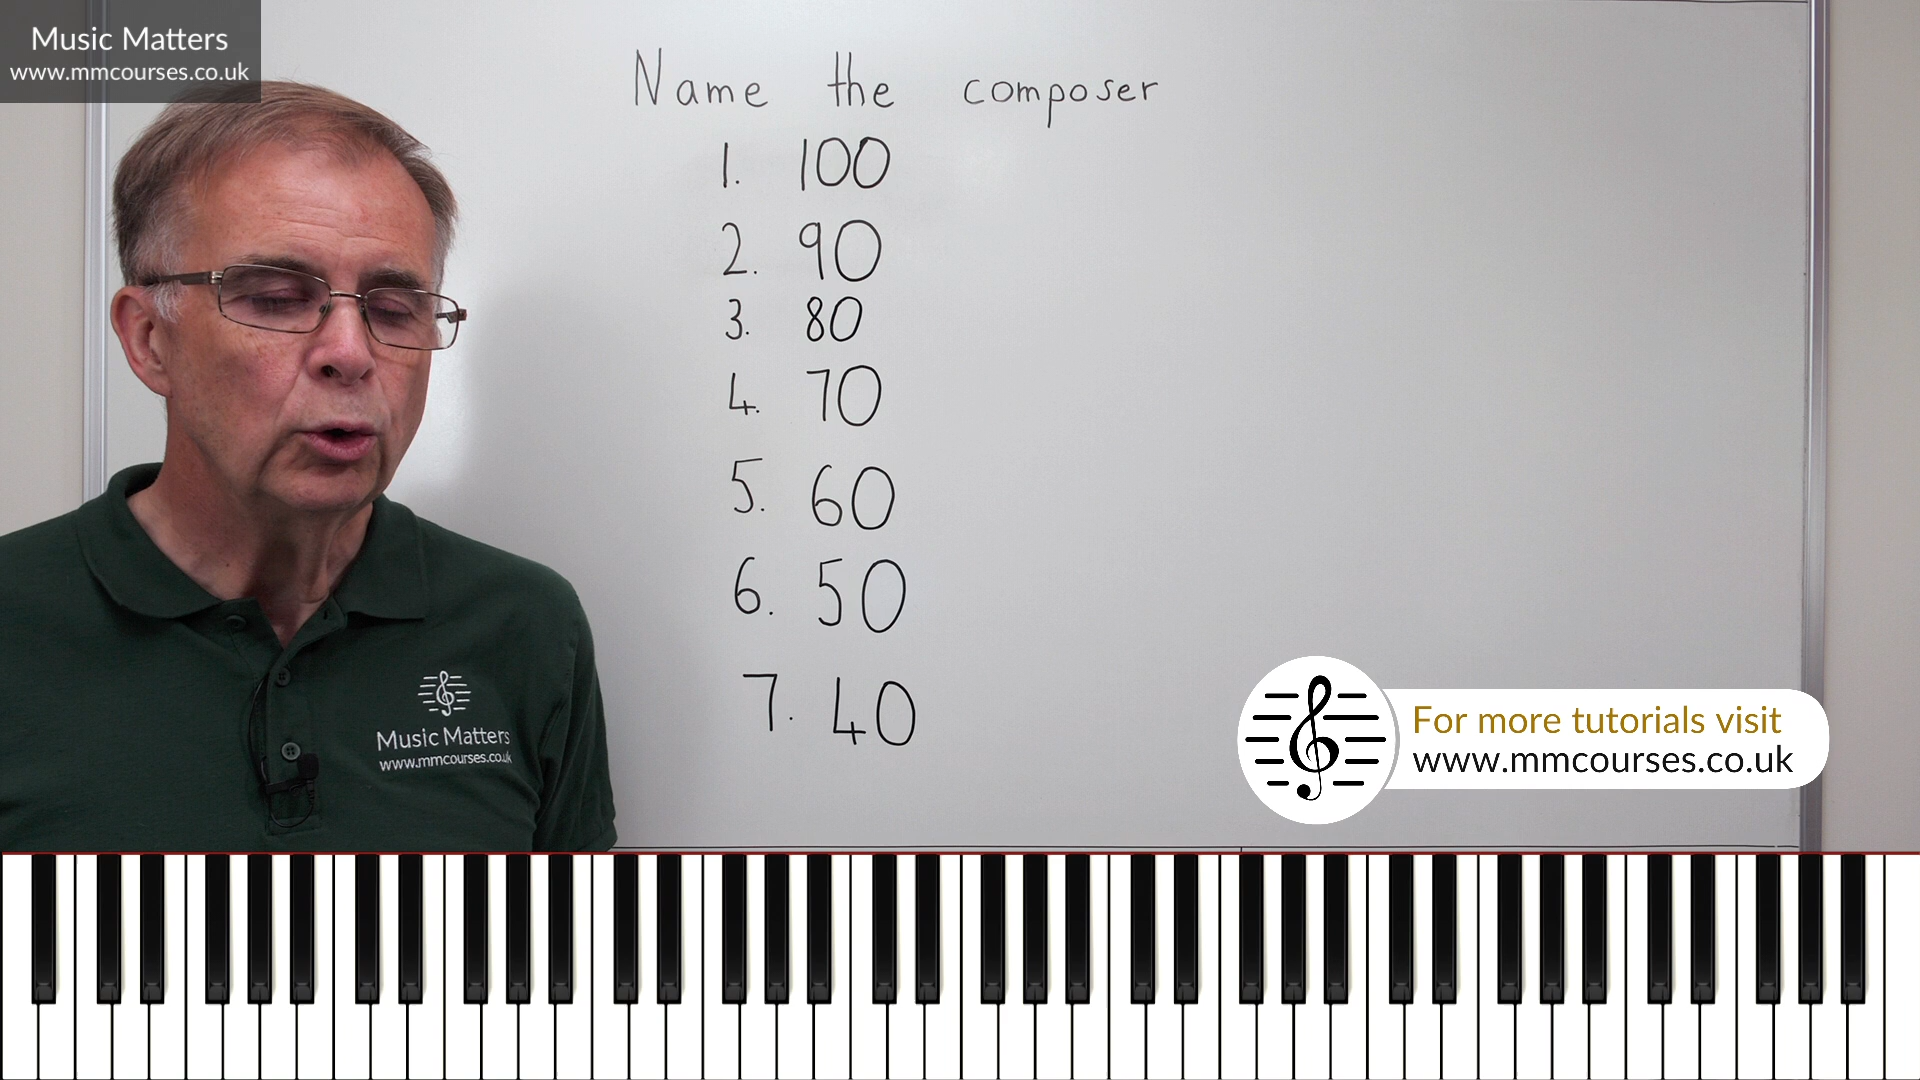 Music Matters
www.mmcourses.co.uk
Name the composer
1. 100
2. 90
3. 80
4. 70
5. 60
6. 50
7. 40
Music Matters
www.mmcourses.co.uk
For more tutorials visit
www.mmcourses.co.uk